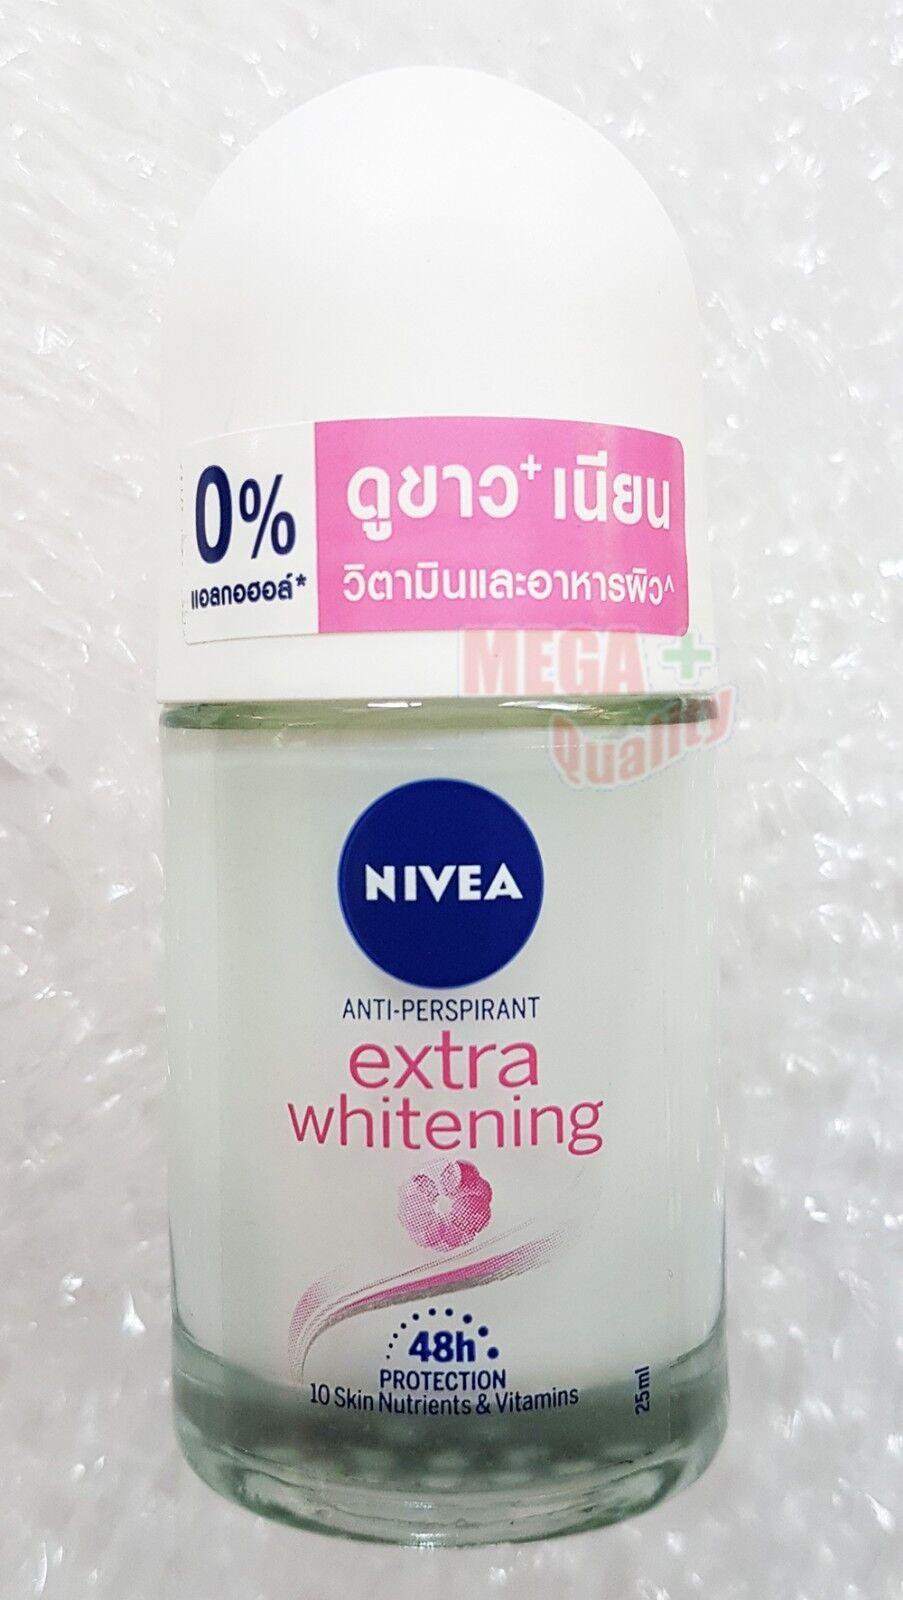 0%
แอลกอฮอล์*
ดูขาว⁺ เนียน
วิตามินและอาหารผิว^
MEGA +
Quality
NIVEA
ANTI-PERSPIRANT
extra
whitening
48h
PROTECTION
10 Skin Nutrients & Vitamins
25ml